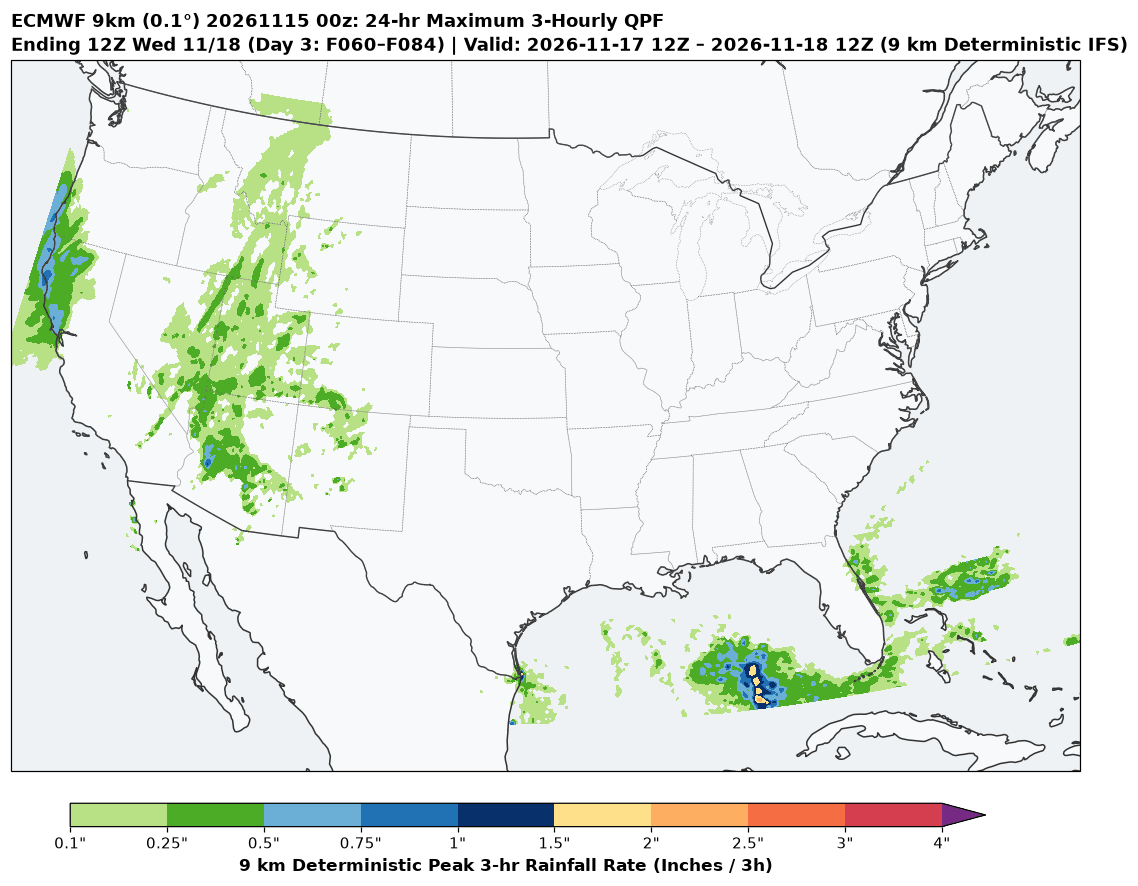 ECMWF 9km (0.1°) 20261115 00z: 24-hr Maximum 3-Hourly QPF
Ending 12Z Wed 11/18 (Day 3: F060–F084) | Valid: 2026-11-17 12Z – 2026-11-18 12Z (9 km Deterministic IFS)
0.1" 0.25" 0.5" 0.75" 1" 1.5" 2" 2.5" 3" 4"
9 km Deterministic Peak 3-hr Rainfall Rate (Inches / 3h)